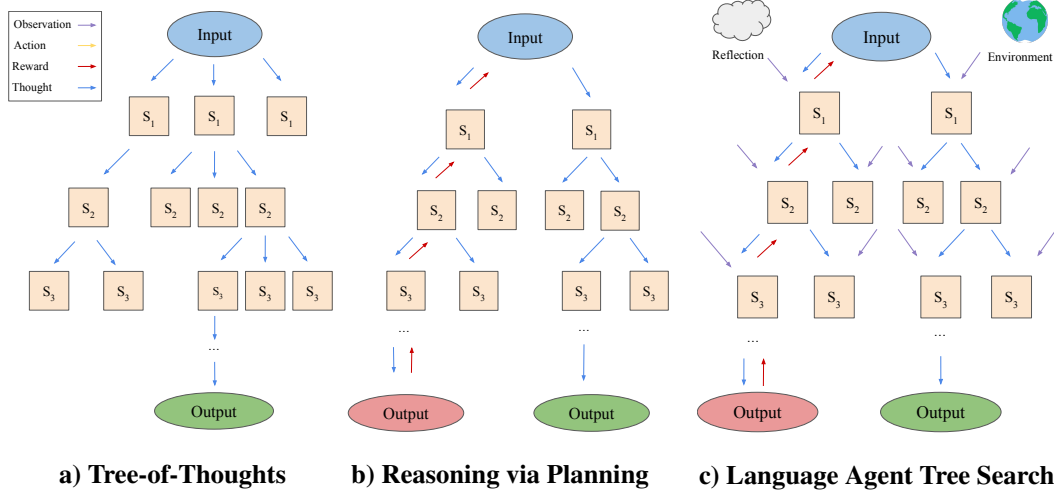 Observation
Action
Reward
Thought
Input
S1
S1
S1
S2
S2
S2
S2
S3
S3
S3
S3
S3
...
Output
a) Tree-of-Thoughts
Input
S1
S1
S2
S2
S2
S2
S3
S3
S3
S3
...
...
Output
Output
b) Reasoning via Planning
Reflection
Input
Environment
S1
S1
S2
S2
S2
S2
S3
S3
S3
S3
...
...
Output
Output
c) Language Agent Tree Search